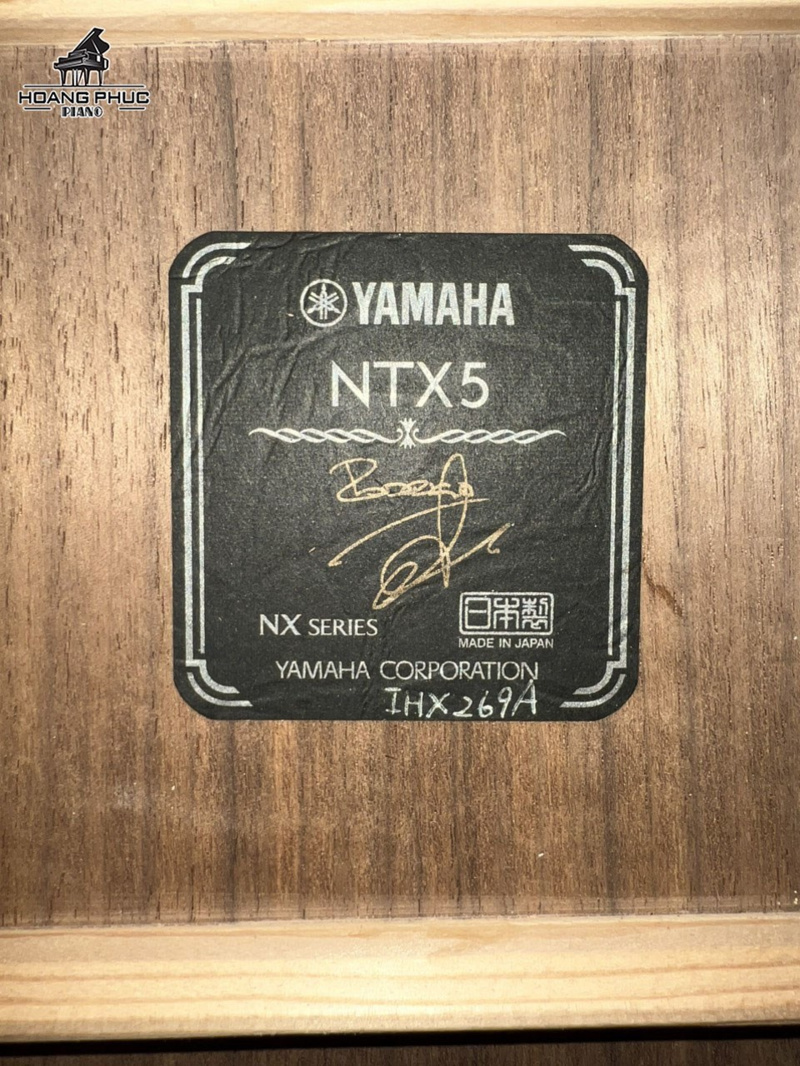 HOANG PHUC
PIANO
YAMAHA
NTX5
NX SERIES
日本製
MADE IN JAPAN
YAMAHA CORPORATION
IHX269A